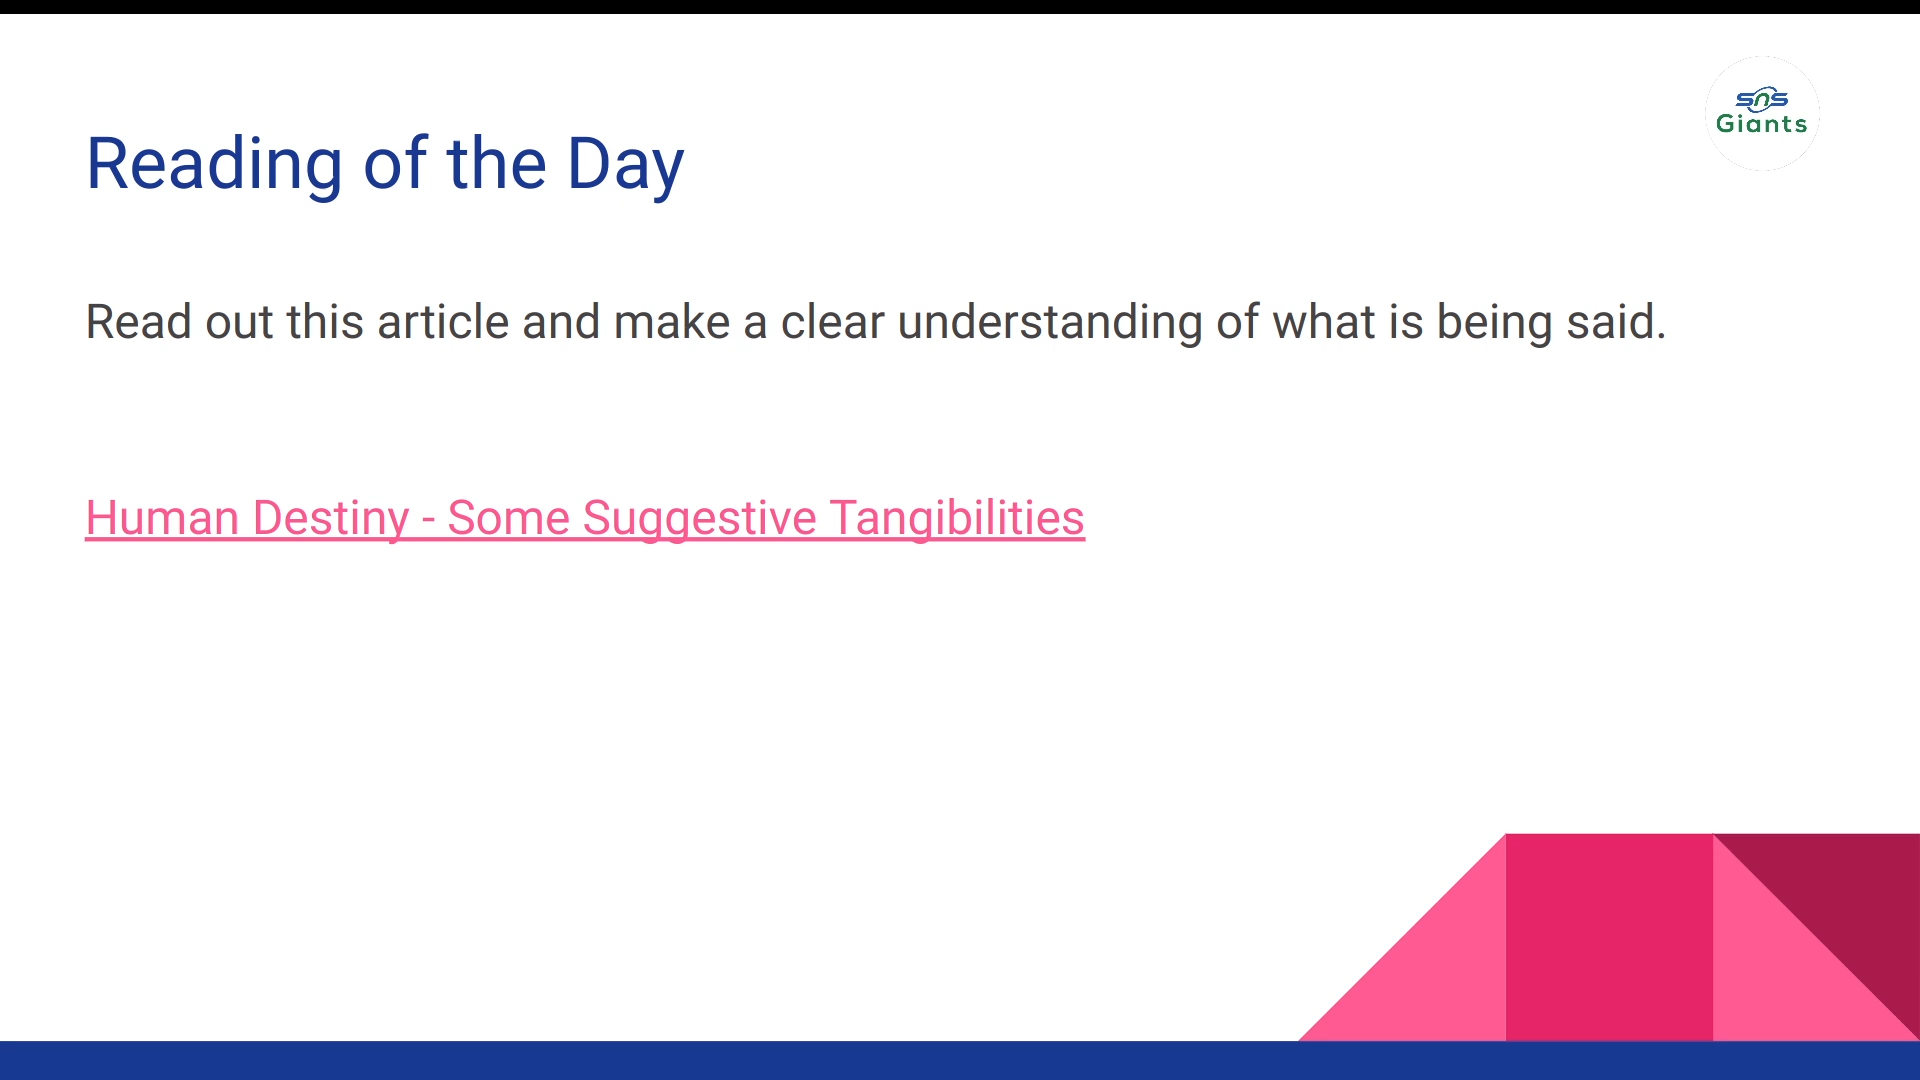 sns
Giants
Reading of the Day
Read out this article and make a clear understanding of what is being said.
Human Destiny - Some Suggestive Tangibilities